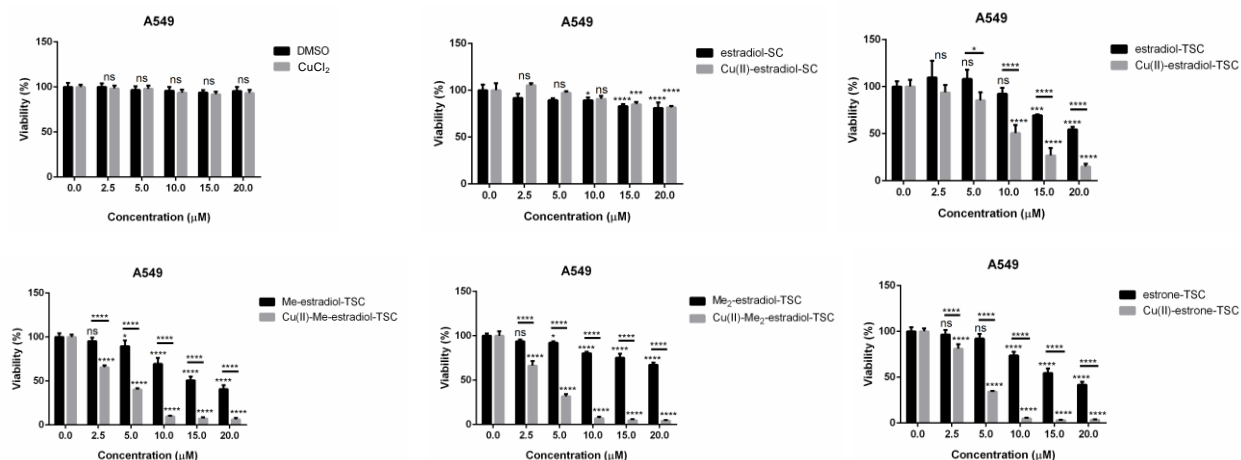 A549
DMSO
CuCl₂
Viability (%)
150
100
50
0
ns
ns
ns
ns
ns
0.0
2.5
5.0
10.0
15.0
20.0
Concentration (μM)
A549
estradiol-SC
Cu(II)-estradiol-SC
Viability (%)
150
100
50
0
ns
ns
*
ns
****
***
****
****
0.0
2.5
5.0
10.0
15.0
20.0
Concentration (μM)
A549
estradiol-TSC
Cu(II)-estradiol-TSC
Viability (%)
150
100
50
0
ns
*
ns
****
ns
****
****
***
****
****
****
****
0.0
2.5
5.0
10.0
15.0
20.0
Concentration (μM)
A549
Me-estradiol-TSC
Cu(II)-Me-estradiol-TSC
Viability (%)
150
100
50
0
****
ns
****
****
*
****
****
****
****
****
****
****
****
****
****
0.0
2.5
5.0
10.0
15.0
20.0
Concentration (μM)
A549
Me₂-estradiol-TSC
Cu(II)-Me₂-estradiol-TSC
Viability (%)
150
100
50
0
****
ns
****
****
*
****
****
****
****
****
****
****
****
****
****
0.0
2.5
5.0
10.0
15.0
20.0
Concentration (μM)
A549
estrone-TSC
Cu(II)-estrone-TSC
Viability (%)
150
100
50
0
****
ns
****
****
ns
****
****
****
****
****
****
****
****
****
****
0.0
2.5
5.0
10.0
15.0
20.0
Concentration (μM)